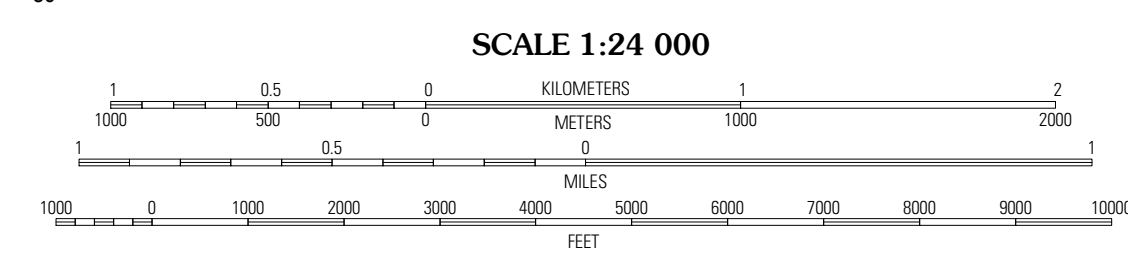 SCALE 1:24 000
1 0.5 0 KILOMETERS 1 2
1000 500 0 METERS 1000 2000
1 0.5 0 1
MILES
1000 0 1000 2000 3000 4000 5000 6000 7000 8000 9000 10000
FEET